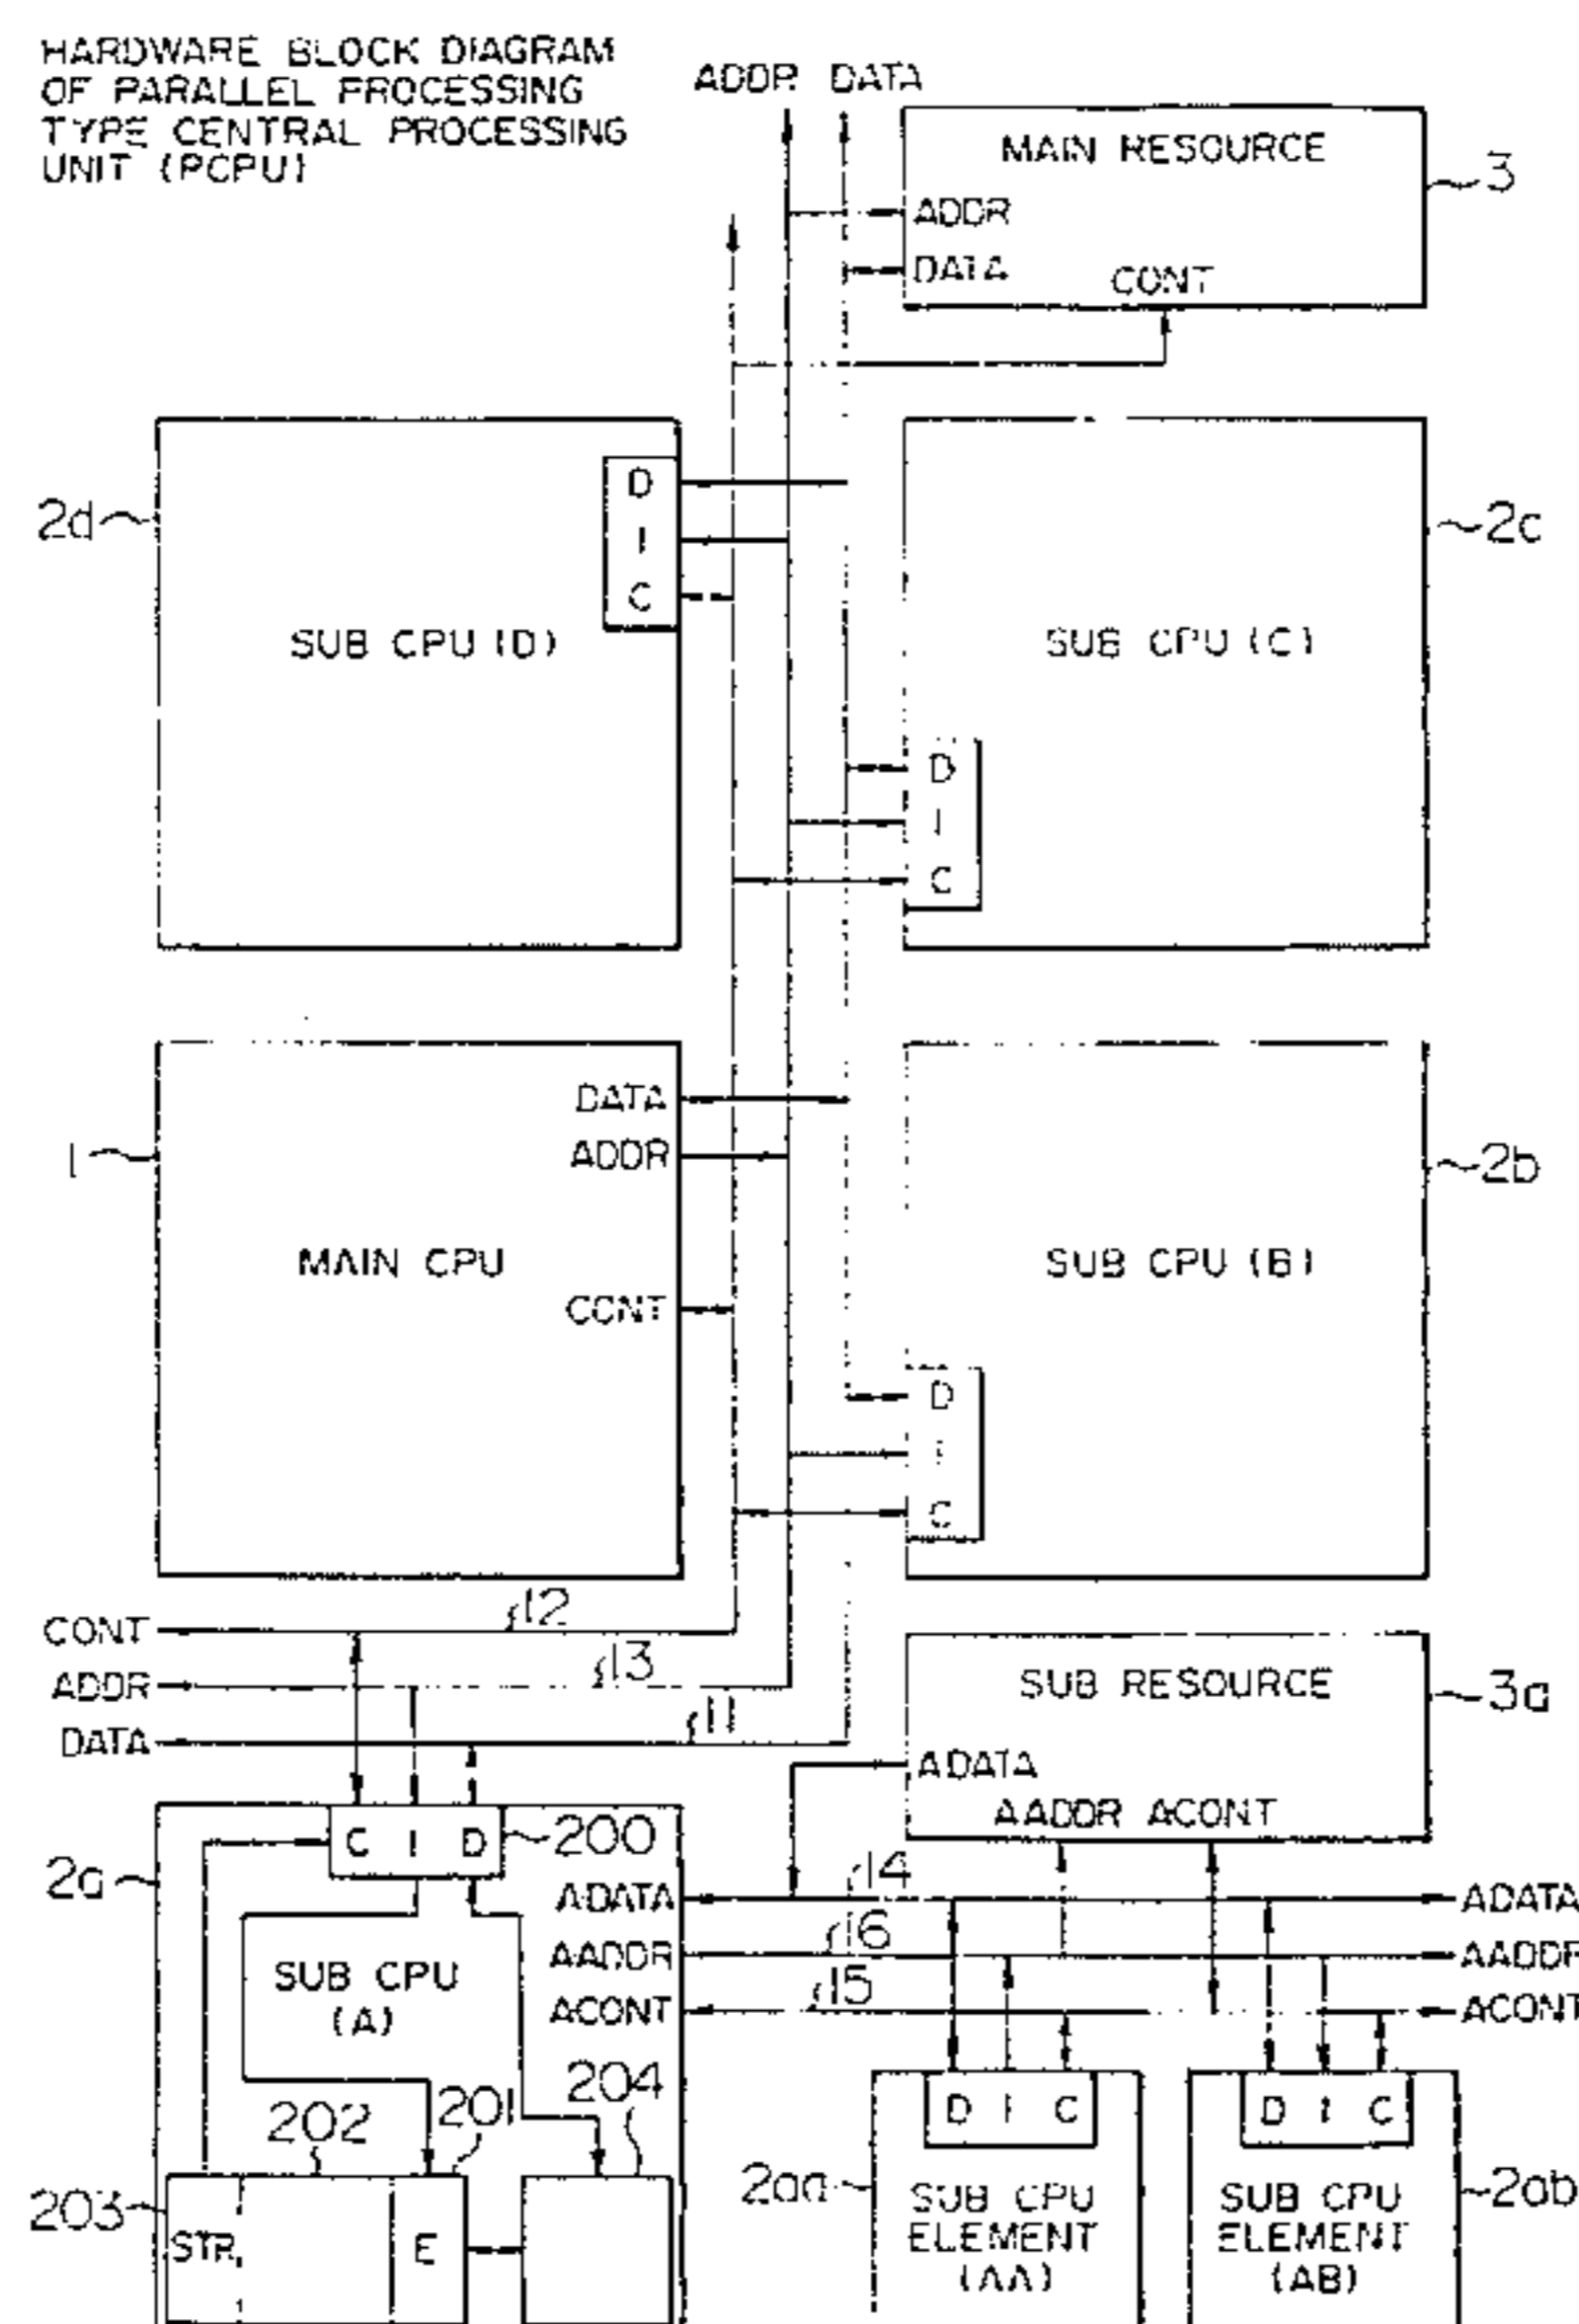 HARDWARE BLOCK DIAGRAM
OF PARALLEL PROCESSING
TYPE CENTRAL PROCESSING
UNIT (PCPU)
ADDR DATA
MAIN RESOURCE
3
ADDR
DATA
CONT
2d
D
I
C
SUB CPU (D)
2c
SUB CPU (C)
D
I
C
1
DATA
ADDR
MAIN CPU
CONT
2b
SUB CPU (B)
D
I
C
CONT
12
ADDR
13
DATA
11
SUB RESOURCE
3a
ADATA
AADDR ACONT
2a
C I D
200
ADATA
14
ADATA
AADDR
16
AADDR
ACONT
15
ACONT
SUB CPU
(A)
204
201
202
203
STR
E
D I C
2aa
SUB CPU
ELEMENT
(AA)
D I C
2ab
SUB CPU
ELEMENT
(AB)